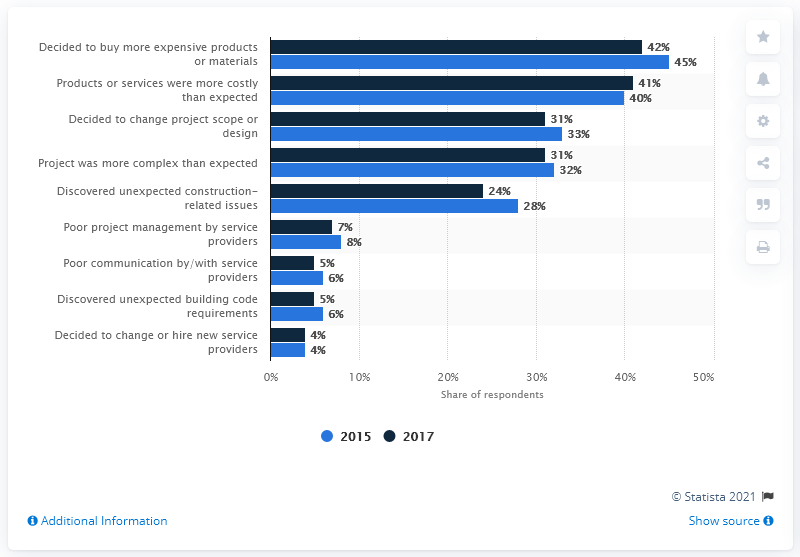 Decided to buy more expensive products
or materials
42%
45%
Products or services were more costly
than expected
41%
40%
Decided to change project scope or
design
31%
33%
Project was more complex than expected
31%
32%
Discovered unexpected construction-
related issues
24%
28%
Poor project management by service
providers
7%
8%
Poor communication by/with service
providers
5%
6%
Discovered unexpected building code
requirements
5%
6%
Decided to change or hire new service
providers
4%
4%
0% 10% 20% 30% 40% 50%
Share of respondents
2015 2017
© Statista 2021
Additional Information Show source